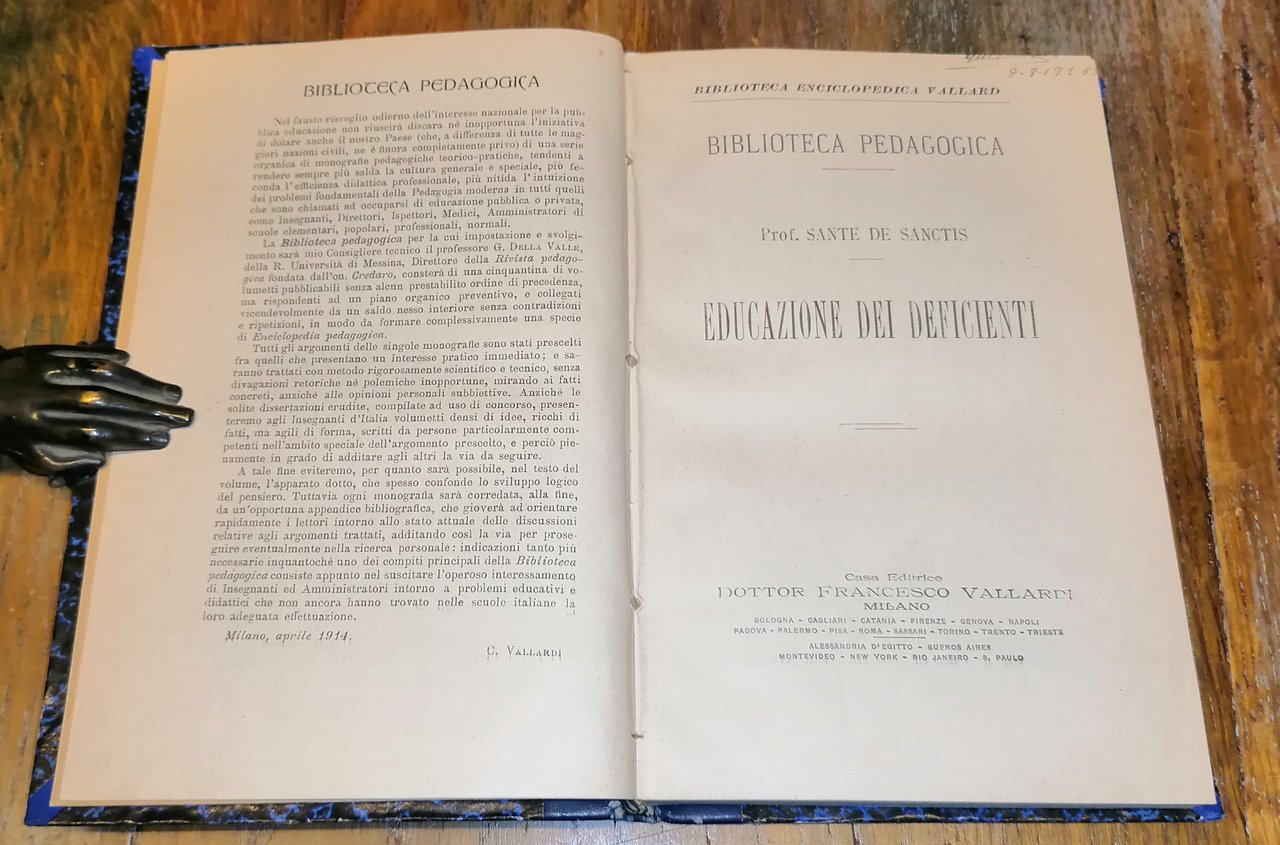 BIBLIOTECA PEDAGOGICA
Nel fausto risveglio odierno dell'interesse nazionale per la pub-
blica educazione non riuscirà discara né inopportuna l'iniziativa
di dotare anche il nostro Paese (che, a differenza di tutte le mag-
giori nazioni civili, ne è finora completamente privo) di una serie
organica di monografie pedagogiche teorico-pratiche, tendenti a
rendere sempre più salda la cultura generale e speciale, più fe-
conda l'efficienza didattica professionale, più nitida l'intuizione
dei problemi fondamentali della Pedagogia moderna in tutti quelli
che sono chiamati ad occuparsi di educazione pubblica o privata,
come Insegnanti, Direttori, Ispettori, Medici, Amministratori di
scuole elementari, popolari, professionali, normali.
La Biblioteca pedagogica per la cui impostazione e svolgi-
mento sarà mio Consigliere tecnico il professore G. DELLA VALLE,
della R. Università di Messina, Direttore della Rivista pedago-
gica fondata dall'on. Credaro, consterà di una cinquantina di vo-
lumetti pubblicabili senza alcun prestabilito ordine di precedenza,
ma rispondenti ad un piano organico preventivo, e collegati
vicendevolmente da un saldo nesso interiore senza contradizioni
e ripetizioni, in modo da formare complessivamente una specie
di Enciclopedia pedagogica.
Tutti gli argomenti delle singole monografie sono stati prescelti
fra quelli che presentano un interesse pratico immediato; e sa-
ranno trattati con metodo rigorosamente scientifico e tecnico, senza
divagazioni retoriche né polemiche inopportune, mirando ai fatti
concreti, anziché alle opinioni personali subbiettive. Anziché le
solite dissertazioni erudite, compilate ad uso di concorso, presen-
teremo agli Insegnanti d'Italia volumetti densi di idee, ricchi di
fatti, ma agili di forma, scritti da persone particolarmente com-
petenti nell'ambito speciale dell'argomento prescelto, e perciò pie-
namente in grado di additare agli altri la via da seguire.
A tale fine eviteremo, per quanto sarà possibile, nel testo del
volume, l'apparato dotto, che spesso confonde lo sviluppo logico
del pensiero. Tuttavia ogni monografia sarà corredata, alla fine,
da un'opportuna appendice bibliografica, che gioverà ad orientare
rapidamente i lettori intorno allo stato attuale delle discussioni
relative agli argomenti trattati, additando così la via per prose-
guire eventualmente nella ricerca personale: indicazioni tanto più
necessarie inquantoché uno dei compiti principali della Biblioteca
pedagogica consiste appunto nel suscitare l'operoso interessamento
di Insegnanti ed Amministratori intorno a problemi educativi e
didattici che non ancora hanno trovato nelle scuole italiane la
loro adeguata effettuazione.
Milano, aprile 1914.
C. VALLARDI
BIBLIOTECA ENCICLOPEDICA VALLARD
BIBLIOTECA PEDAGOGICA
Prof. SANTE DE SANCTIS
EDUCAZIONE DEI DEFICIENTI
Casa Editrice
DOTTOR FRANCESCO VALLARDI
MILANO
BOLOGNA - CAGLIARI - CATANIA - FIRENZE - GENOVA - NAPOLI
PADOVA - PALERMO - PISA - ROMA - SASSARI - TORINO - TRENTO - TRIESTE
ALESSANDRIA D'EGITTO - BUENOS AIRES
MONTEVIDEO - NEW YORK - RIO JANEIRO - S. PAULO